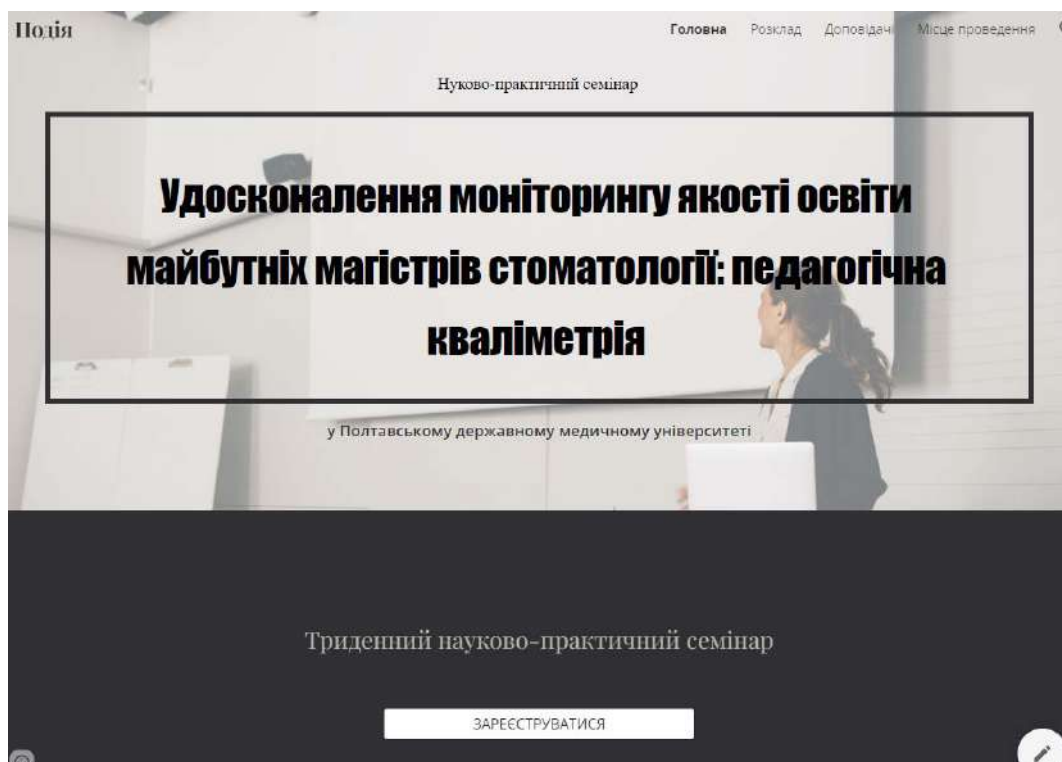 Подія
Головна Розклад Доповідачі Місце проведення
Нуково-практичний семінар
Удосконалення моніторингу якості освіти
майбутніх магістрів стоматології: педагогічна
кваліметрія
у Полтавському державному медичному університеті
Триденний науково-практичний семінар
ЗАРЕЄСТРУВАТИСЯ